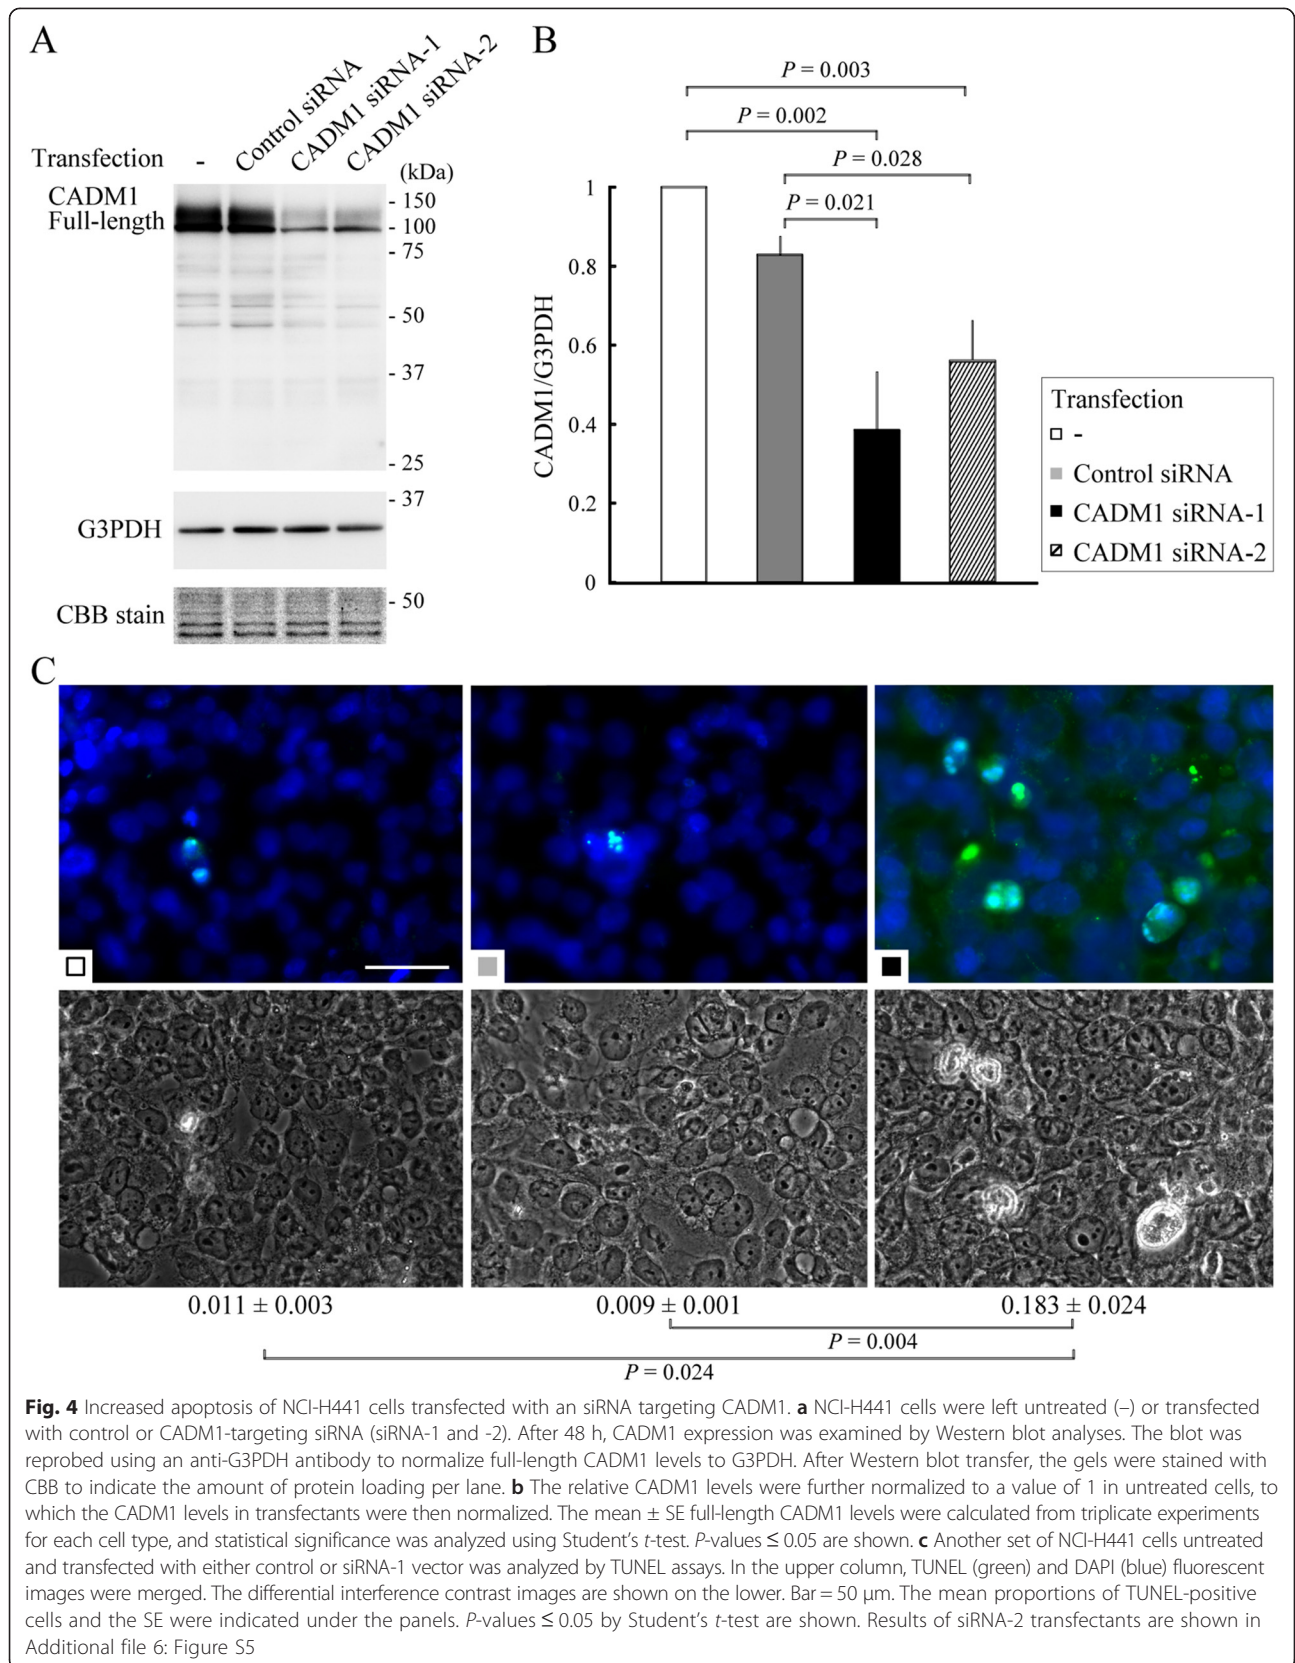 A
Transfection
-
Control siRNA
CADM1 siRNA-1
CADM1 siRNA-2
(kDa)
CADM1
Full-length
- 150
- 100
- 75
- 50
- 37
- 25
G3PDH
- 37
CBB stain
- 50
B
P = 0.003
P = 0.002
P = 0.028
P = 0.021
1
0.8
0.6
0.4
0.2
0
CADM1/G3PDH
Transfection
-
Control siRNA
CADM1 siRNA-1
CADM1 siRNA-2
C
0.011 ± 0.003
0.009 ± 0.001
0.183 ± 0.024
P = 0.004
P = 0.024
Fig. 4 Increased apoptosis of NCI-H441 cells transfected with an siRNA targeting CADM1. a NCI-H441 cells were left untreated (–) or transfected
with control or CADM1-targeting siRNA (siRNA-1 and -2). After 48 h, CADM1 expression was examined by Western blot analyses. The blot was
reprobed using an anti-G3PDH antibody to normalize full-length CADM1 levels to G3PDH. After Western blot transfer, the gels were stained with
CBB to indicate the amount of protein loading per lane. b The relative CADM1 levels were further normalized to a value of 1 in untreated cells, to
which the CADM1 levels in transfectants were then normalized. The mean ± SE full-length CADM1 levels were calculated from triplicate experiments
for each cell type, and statistical significance was analyzed using Student's t-test. P-values ≤ 0.05 are shown. c Another set of NCI-H441 cells untreated
and transfected with either control or siRNA-1 vector was analyzed by TUNEL assays. In the upper column, TUNEL (green) and DAPI (blue) fluorescent
images were merged. The differential interference contrast images are shown on the lower. Bar = 50 μm. The mean proportions of TUNEL-positive
cells and the SE were indicated under the panels. P-values ≤ 0.05 by Student's t-test are shown. Results of siRNA-2 transfectants are shown in
Additional file 6: Figure S5